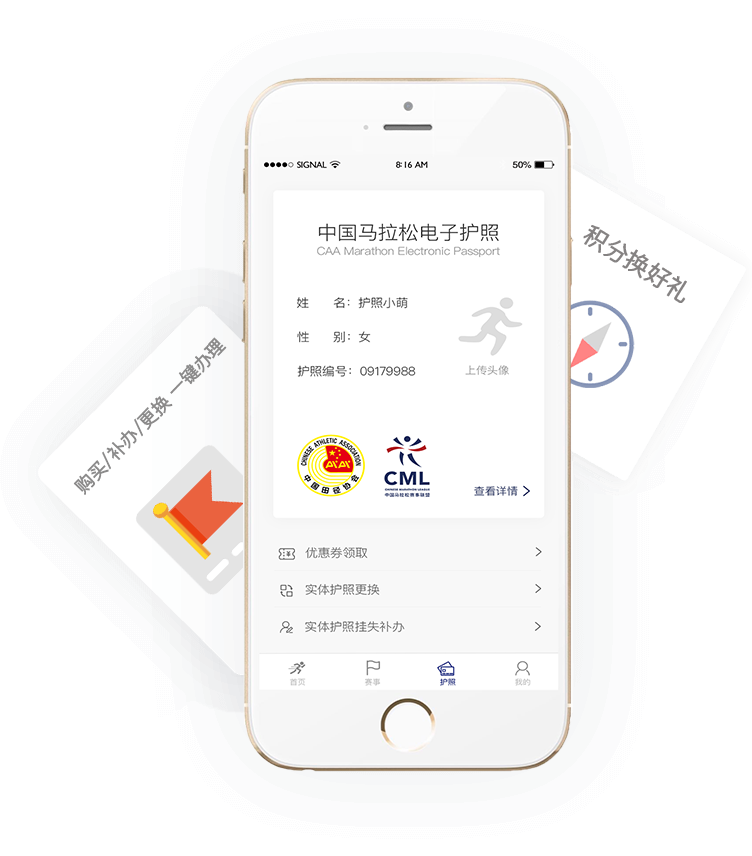 SIGNAL
8:16 AM
50%
中国马拉松电子护照
CAA Marathon Electronic Passport
姓 名：护照小萌
性 别：女
护照编号：09179988
上传头像
CHINESE ATHLETIC ASSOCIATION
中国田径协会
CML
CHINESE MARATHON LEAGUE
中国马拉松赛事联盟
查看详情
优惠券领取
实体护照更换
实体护照挂失补办
首页
赛事
护照
我的
购买/补办/更换 一键办理
积分换好礼